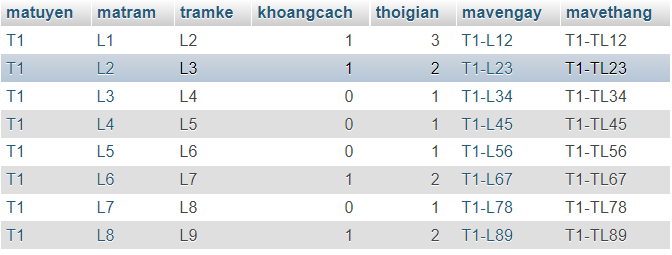 matuyen matram tramke khoangcach thoigian mavengay mavethang
T1 L1 L2 1 3 T1-L12 T1-TL12
T1 L2 L3 1 2 T1-L23 T1-TL23
T1 L3 L4 0 1 T1-L34 T1-TL34
T1 L4 L5 0 1 T1-L45 T1-TL45
T1 L5 L6 0 1 T1-L56 T1-TL56
T1 L6 L7 1 2 T1-L67 T1-TL67
T1 L7 L8 0 1 T1-L78 T1-TL78
T1 L8 L9 1 2 T1-L89 T1-TL89